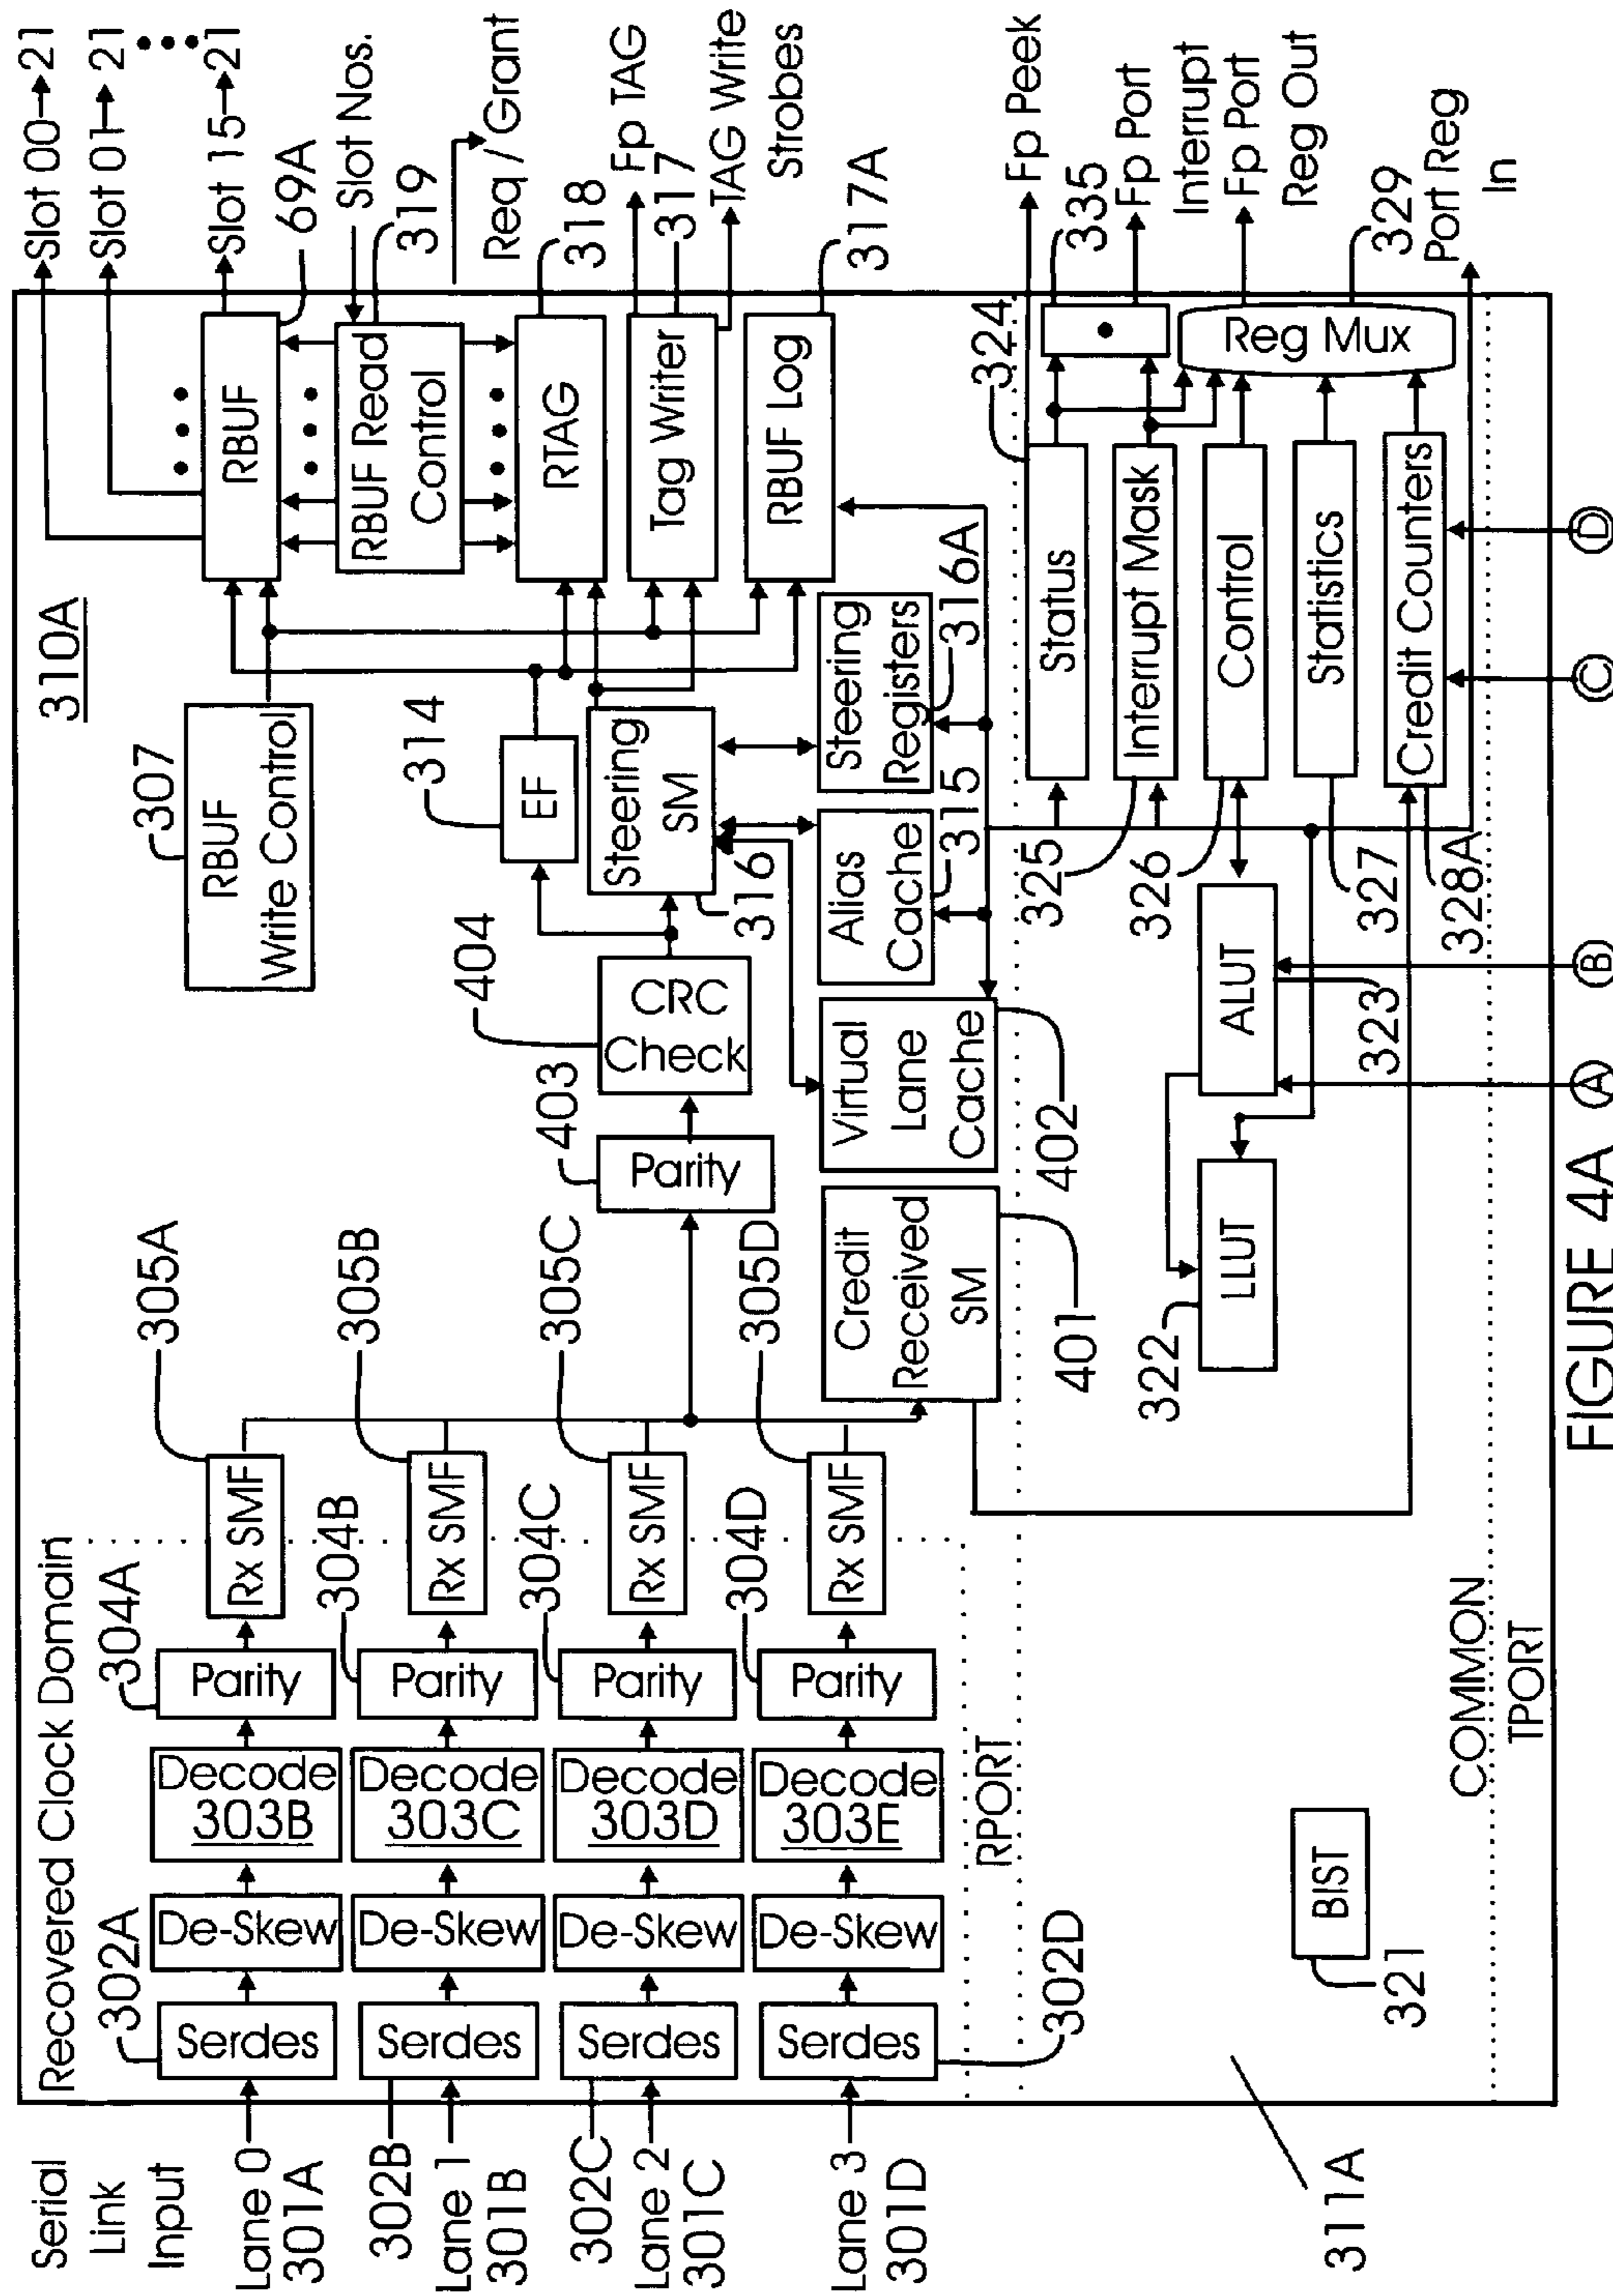 Serial
Link
Input
Lane 0
301A
302B
Lane 1
301B
302C
Lane 2
301C
Lane 3
301D
311A
Recovered Clock Domain
302A
Serdes
Serdes
Serdes
Serdes
302D
De-Skew
De-Skew
De-Skew
De-Skew
Decode
303B
Decode
303C
Decode
303D
Decode
303E
304A
Parity
304B
Parity
304C
Parity
304D
Parity
305A
Rx SMF
305B
Rx SMF
305C
Rx SMF
305D
Rx SMF
RPORT
COMMON
TPORT
BIST
321
310A
307
RBUF
Write Control
403
Parity
404
CRC
Check
314
EF
Steering
SM
316
Credit
Received
SM
401
Virtual
Lane
Cache
402
Alias
Cache
315
Steering
Registers
316A
RBUF
69A
RBUF Read
Control
319
RTAG
318
Tag Writer
317
RBUF Log
317A
Slot 00→21
Slot 01→21
Slot 15→21
Slot Nos.
Req / Grant
Fp TAG
TAG Write
Strobes
Fp Peek
Fp Port
Interrupt
Fp Port
Reg Out
Port Reg
In
324
Status
325
Interrupt Mask
326
Control
327
Statistics
328A
Credit Counters
335
Reg Mux
329
LLUT
322
ALUT
323
A
B
C
D
FIGURE 4A